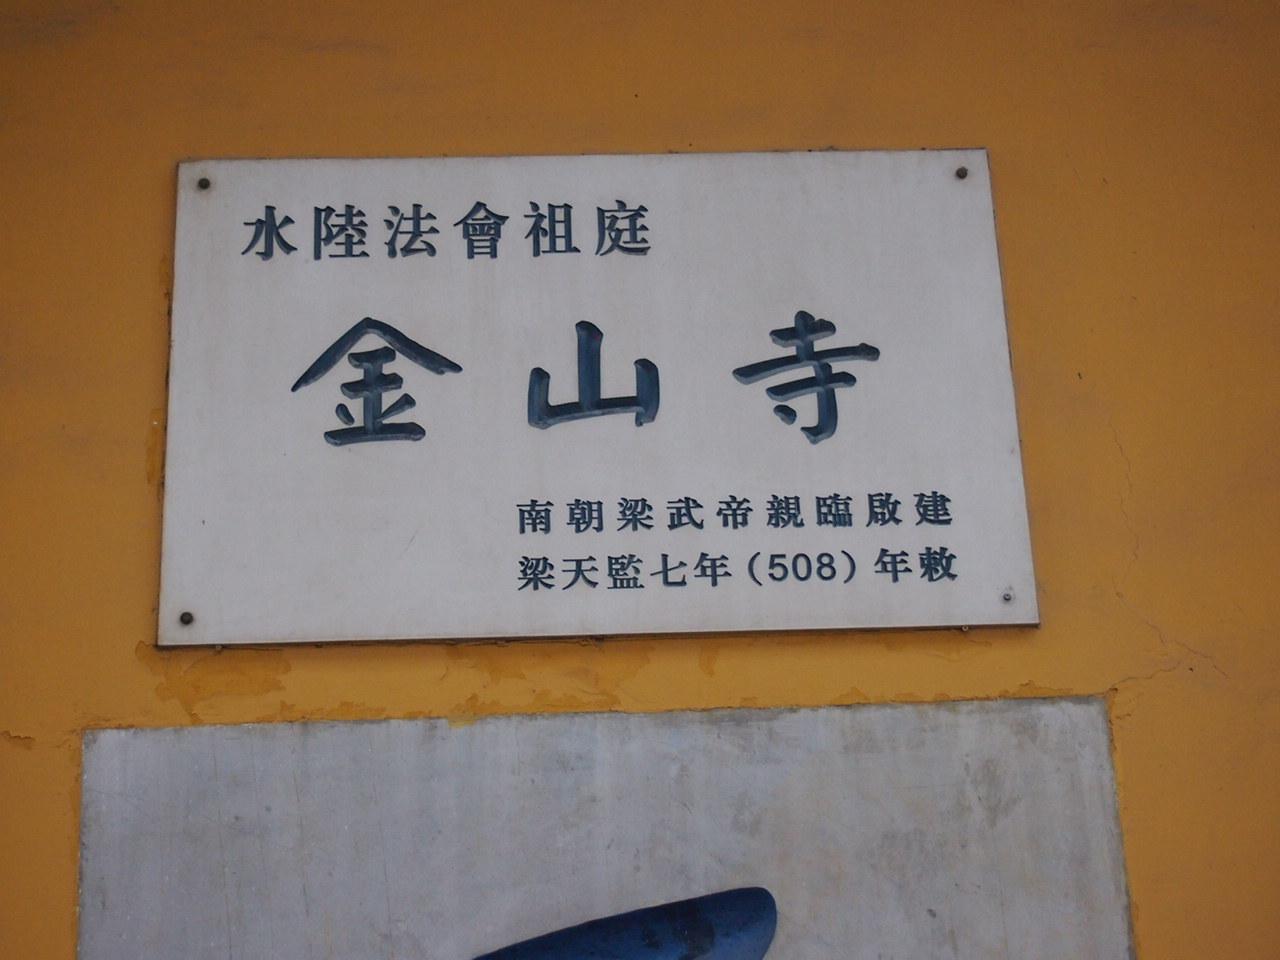 水陸法會祖庭
金山寺
南朝梁武帝親臨啟建
梁天監七年(508)年敕